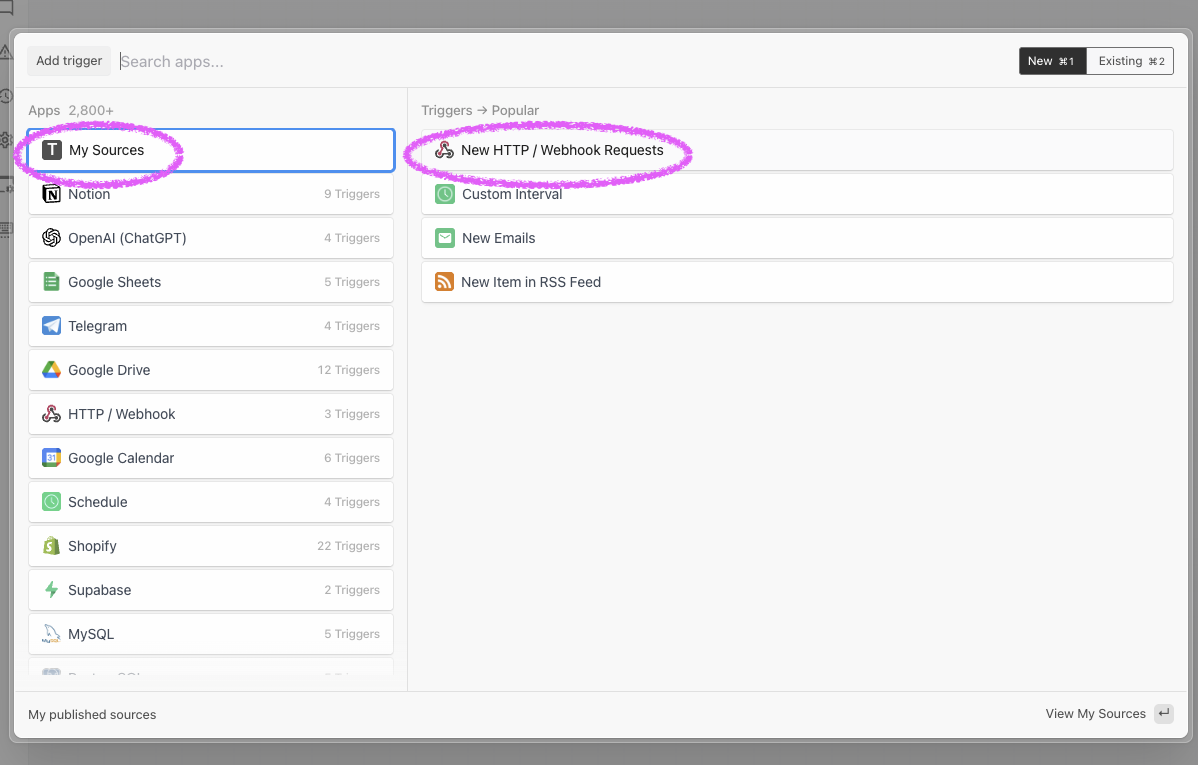 Add trigger Search apps... New ⌘1 Existing ⌘2
Apps 2,800+
T My Sources
Notion 9 Triggers
OpenAI (ChatGPT) 4 Triggers
Google Sheets 5 Triggers
Telegram 4 Triggers
Google Drive 12 Triggers
HTTP / Webhook 3 Triggers
31 Google Calendar 6 Triggers
Schedule 4 Triggers
Shopify 22 Triggers
Supabase 2 Triggers
MySQL 5 Triggers
Triggers → Popular
New HTTP / Webhook Requests
Custom Interval
New Emails
New Item in RSS Feed
My published sources View My Sources ↵